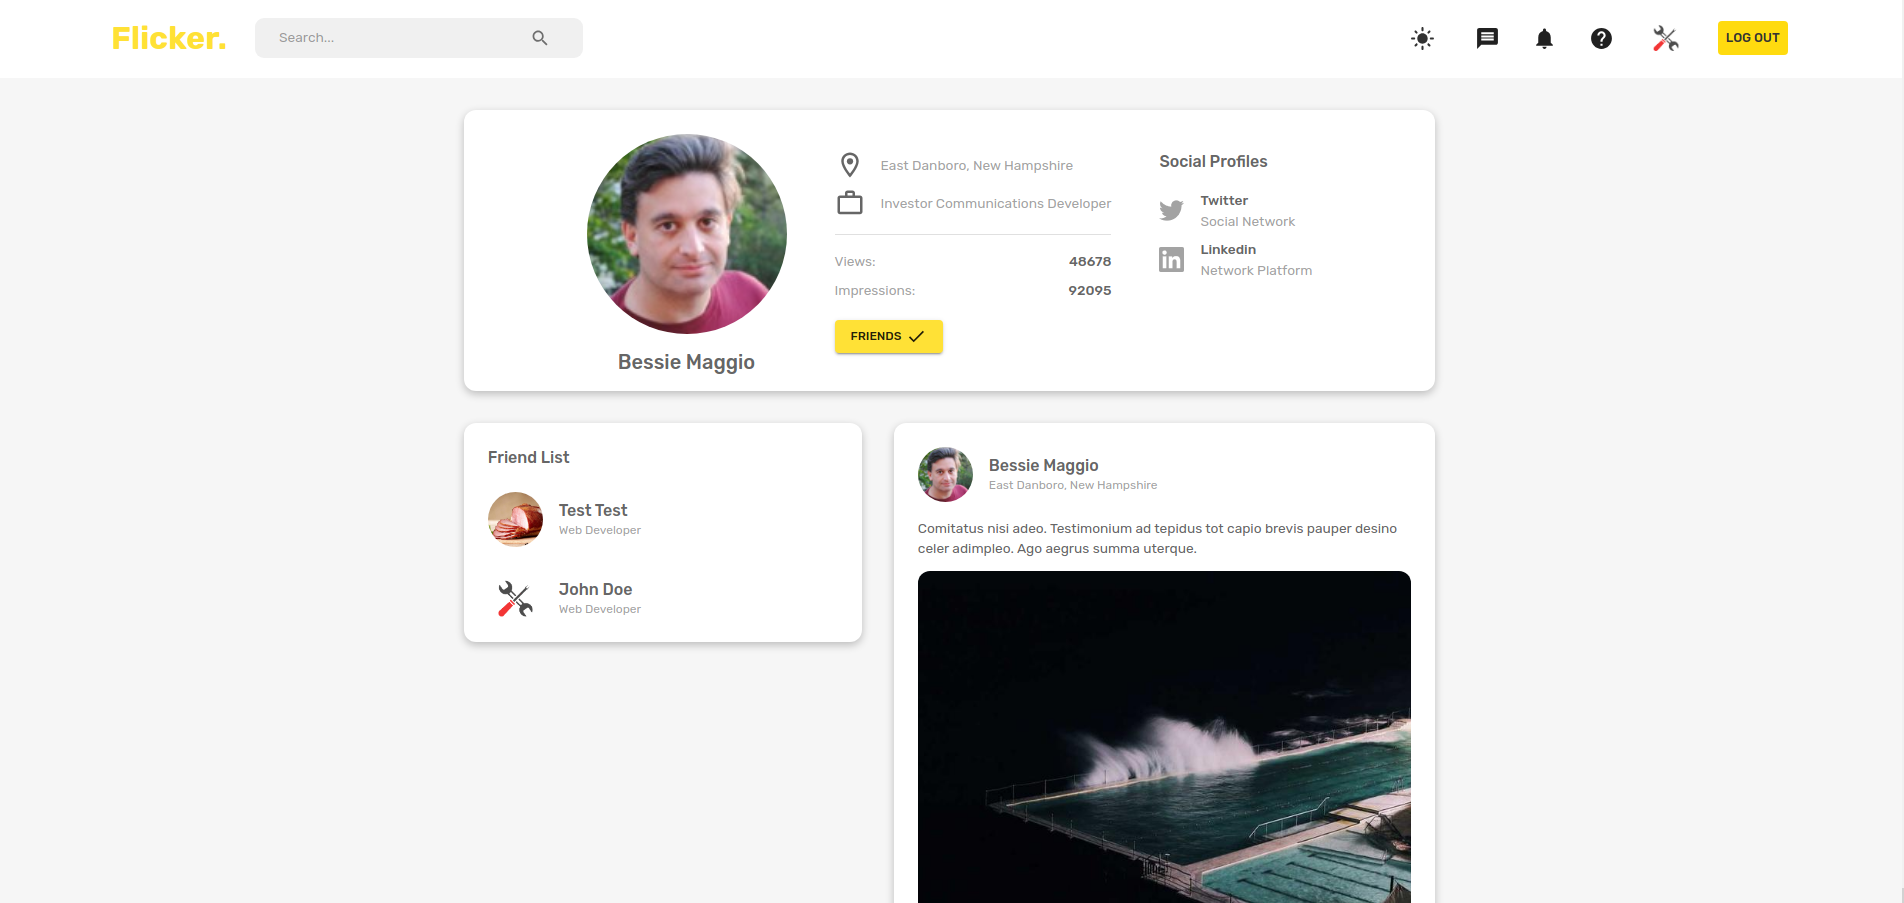 Flicker.
Search...
LOG OUT
East Danboro, New Hampshire
Investor Communications Developer
Views: 48678
Impressions: 92095
FRIENDS
Bessie Maggio
Social Profiles
Twitter
Social Network
Linkedin
Network Platform
Friend List
Test Test
Web Developer
John Doe
Web Developer
Bessie Maggio
East Danboro, New Hampshire
Comitatus nisi adeo. Testimonium ad tepidus tot capio brevis pauper desino
celer adimpleo. Ago aegrus summa uterque.